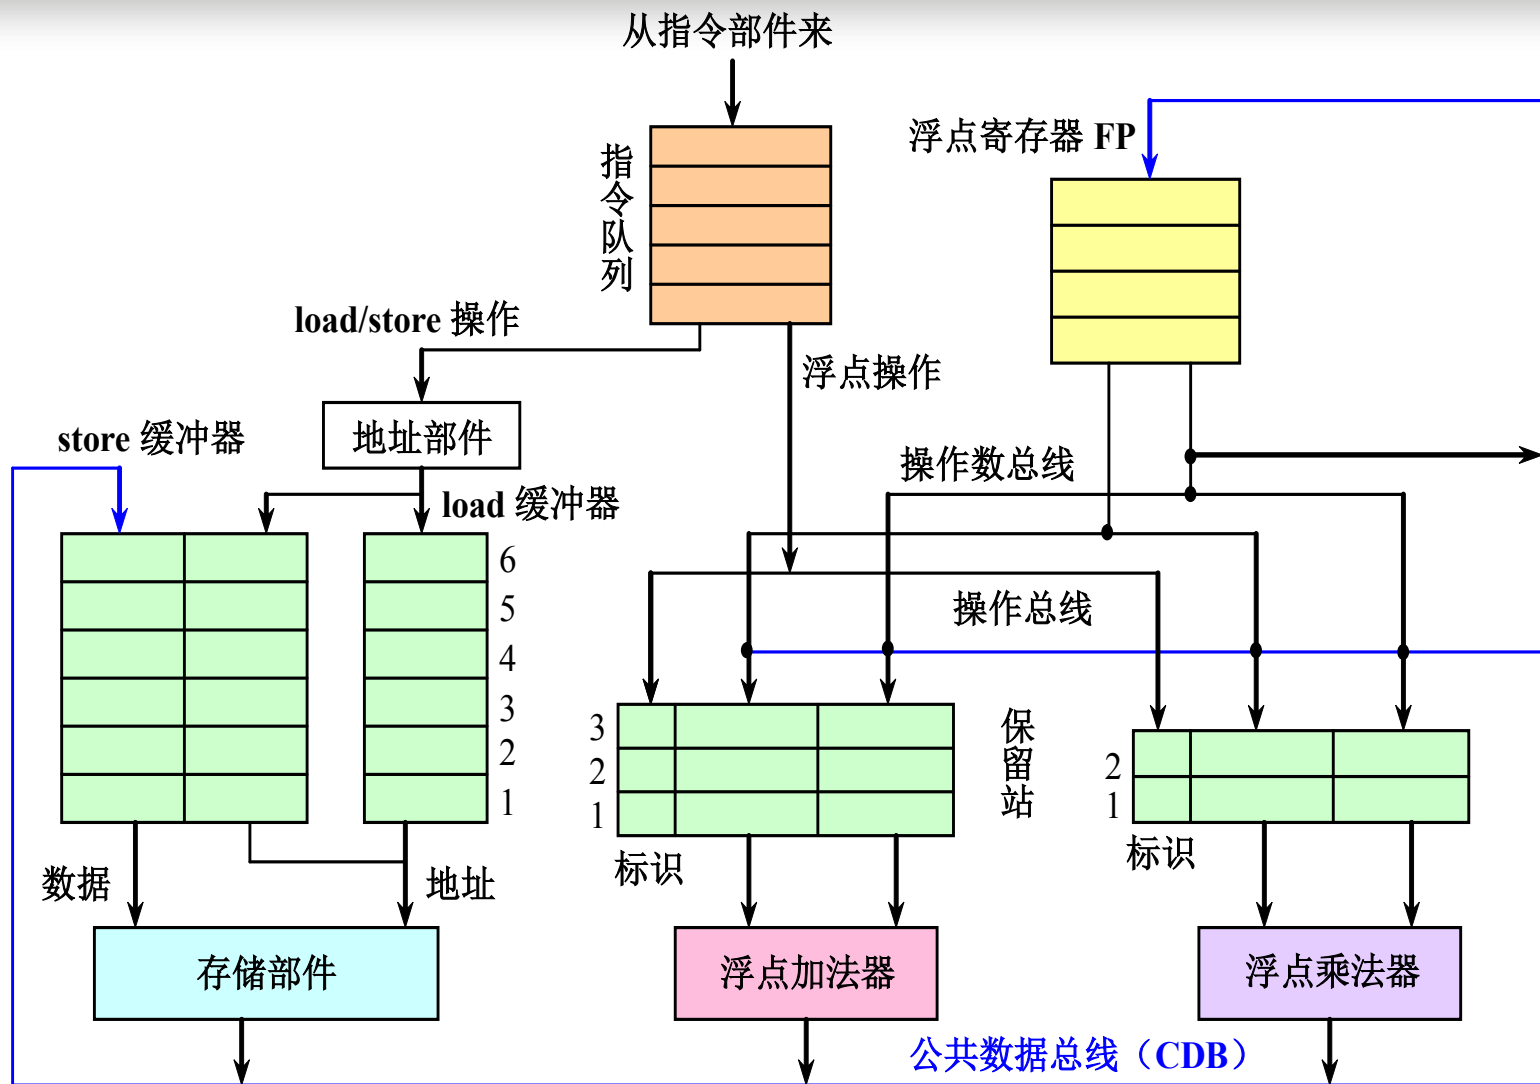 从指令部件来
浮点寄存器 FP
指令队列
load/store 操作
浮点操作
地址部件
store 缓冲器
操作数总线
load 缓冲器
6
5
4
3
2
1
操作总线
3
2
1
保留站
2
1
标识
标识
数据
地址
存储部件
浮点加法器
浮点乘法器
公共数据总线（CDB）